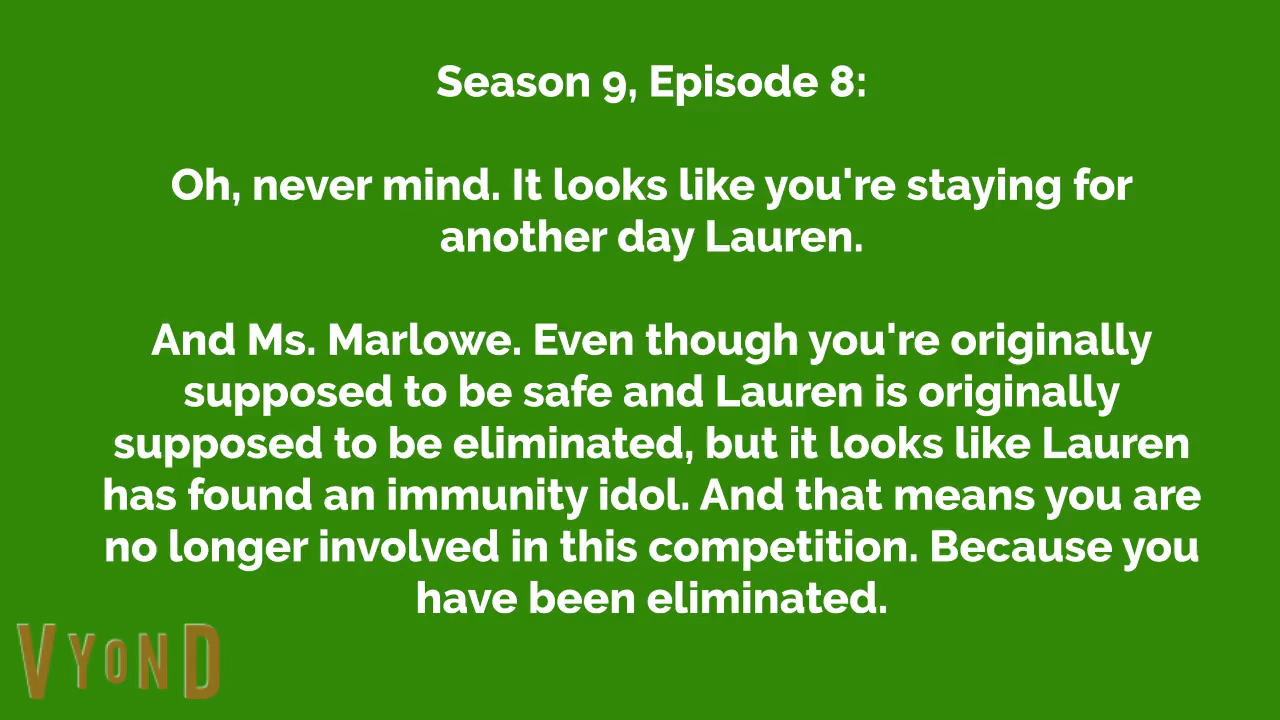 Season 9, Episode 8:
Oh, never mind. It looks like you're staying for
another day Lauren.
And Ms. Marlowe. Even though you're originally
supposed to be safe and Lauren is originally
supposed to be eliminated, but it looks like Lauren
has found an immunity idol. And that means you are
no longer involved in this competition. Because you
have been eliminated.
VYOND